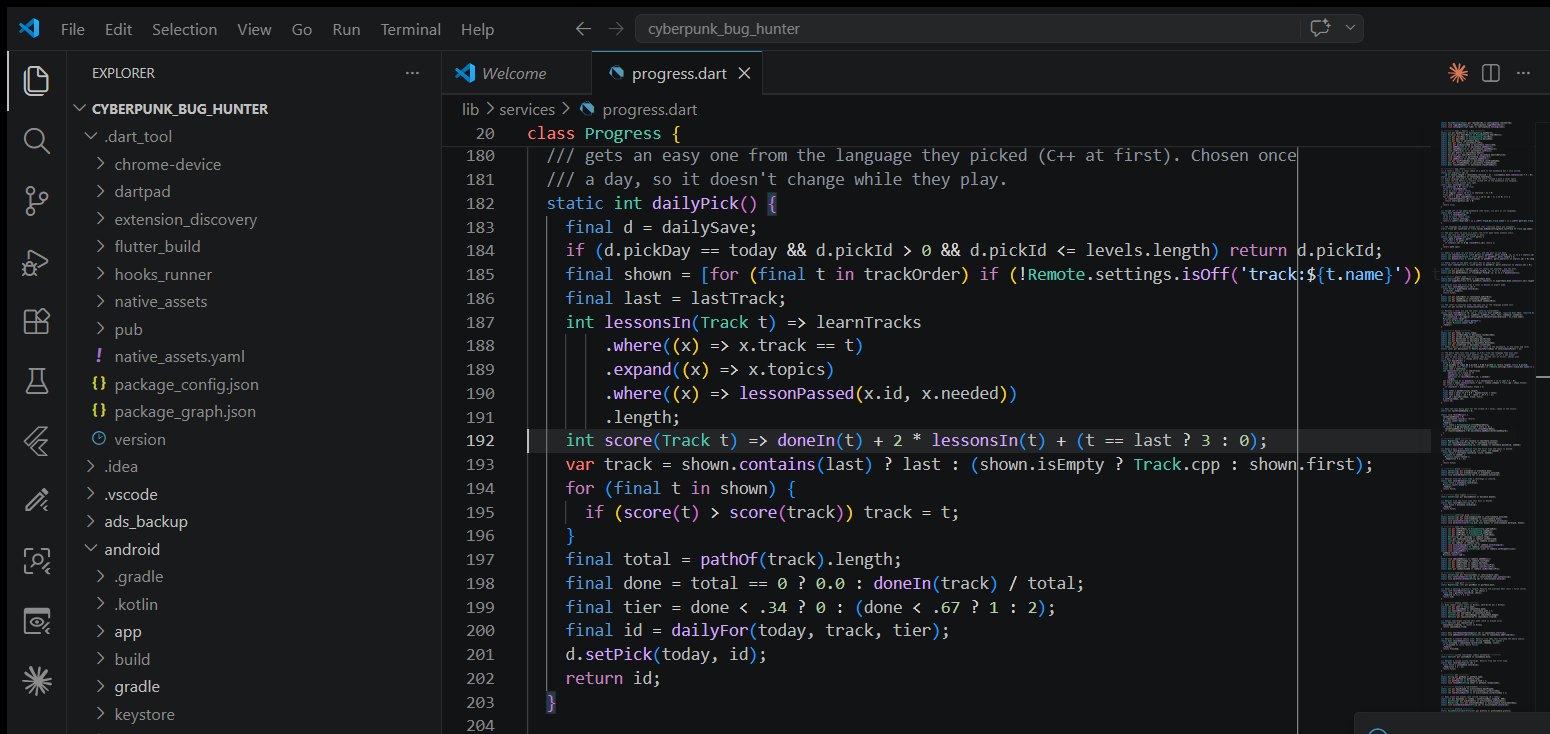 File Edit Selection View Go Run Terminal Help
cyberpunk_bug_hunter
EXPLORER
CYBERPUNK_BUG_HUNTER
.dart_tool
chrome-device
dartpad
extension_discovery
flutter_build
hooks_runner
native_assets
pub
native_assets.yaml
package_config.json
package_graph.json
version
.idea
.vscode
ads_backup
android
.gradle
.kotlin
app
build
gradle
keystore
Welcome progress.dart
lib > services > progress.dart
20 class Progress {
180 /// gets an easy one from the language they picked (C++ at first). Chosen once
181 /// a day, so it doesn't change while they play.
182 static int dailyPick() {
183 final d = dailySave;
184 if (d.pickDay == today && d.pickId > 0 && d.pickId <= levels.length) return d.pickId;
185 final shown = [for (final t in trackOrder) if (!Remote.settings.isOff('track:${t.name}'))
186 final last = lastTrack;
187 int lessonsIn(Track t) => learnTracks
188 .where((x) => x.track == t)
189 .expand((x) => x.topics)
190 .where((x) => lessonPassed(x.id, x.needed))
191 .length;
192 int score(Track t) => doneIn(t) + 2 * lessonsIn(t) + (t == last ? 3 : 0);
193 var track = shown.contains(last) ? last : (shown.isEmpty ? Track.cpp : shown.first);
194 for (final t in shown) {
195 if (score(t) > score(track)) track = t;
196 }
197 final total = pathOf(track).length;
198 final done = total == 0 ? 0.0 : doneIn(track) / total;
199 final tier = done < .34 ? 0 : (done < .67 ? 1 : 2);
200 final id = dailyFor(today, track, tier);
201 d.setPick(today, id);
202 return id;
203 }
204